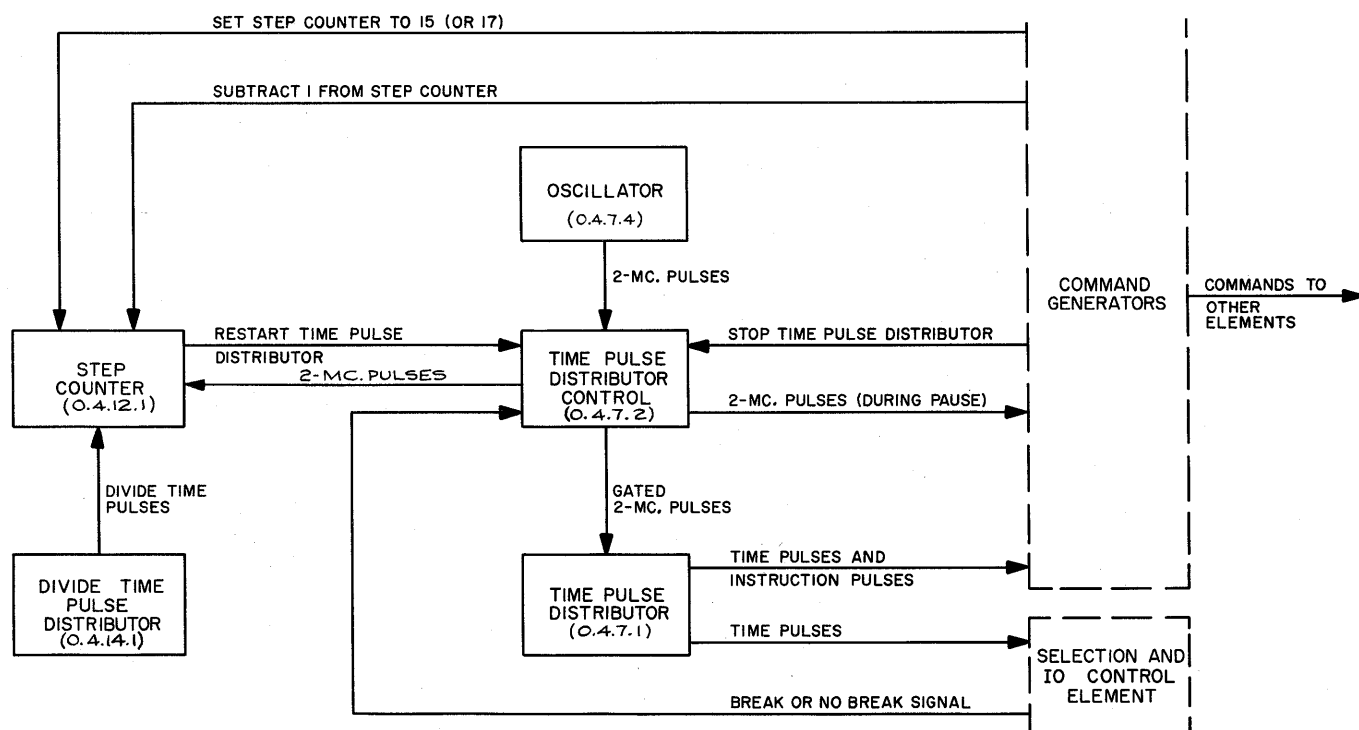 SET STEP COUNTER TO 15 (OR 17)
SUBTRACT 1 FROM STEP COUNTER
OSCILLATOR
(0.4.7.4)
2-MC. PULSES
COMMAND
GENERATORS
COMMANDS TO
OTHER
ELEMENTS
RESTART TIME PULSE
DISTRIBUTOR
2-MC. PULSES
STOP TIME PULSE DISTRIBUTOR
STEP
COUNTER
(0.4.12.1)
TIME PULSE
DISTRIBUTOR
CONTROL
(0.4.7.2)
2-MC. PULSES (DURING PAUSE)
DIVIDE TIME
PULSES
GATED
2-MC. PULSES
DIVIDE TIME
PULSE
DISTRIBUTOR
(0.4.14.1)
TIME PULSE
DISTRIBUTOR
(0.4.7.1)
TIME PULSES AND
INSTRUCTION PULSES
TIME PULSES
SELECTION AND
IO CONTROL
ELEMENT
BREAK OR NO BREAK SIGNAL